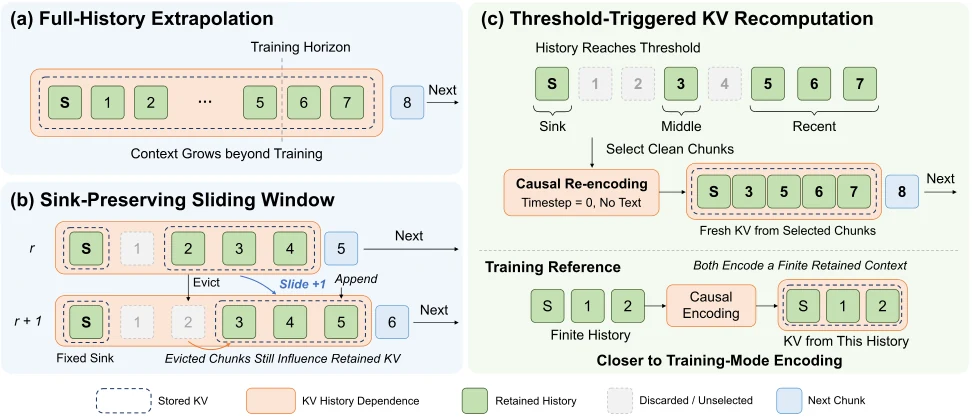 (a) Full-History Extrapolation
Training Horizon
S 1 2 ... 5 6 7 8
Next
Context Grows beyond Training
(b) Sink-Preserving Sliding Window
r S 1 2 3 4 5
Next
Evict
Slide +1
Append
r + 1 S 1 2 3 4 5 6
Next
Fixed Sink
Evicted Chunks Still Influence Retained KV
(c) Threshold-Triggered KV Recomputation
History Reaches Threshold
S 1 2 3 4 5 6 7
Sink
Middle
Recent
Select Clean Chunks
Causal Re-encoding
Timestep = 0, No Text
S 3 5 6 7 8
Next
Fresh KV from Selected Chunks
Training Reference
Both Encode a Finite Retained Context
S 1 2
Causal
Encoding
S 1 2
Finite History
KV from This History
Closer to Training-Mode Encoding
Stored KV
KV History Dependence
Retained History
Discarded / Unselected
Next Chunk